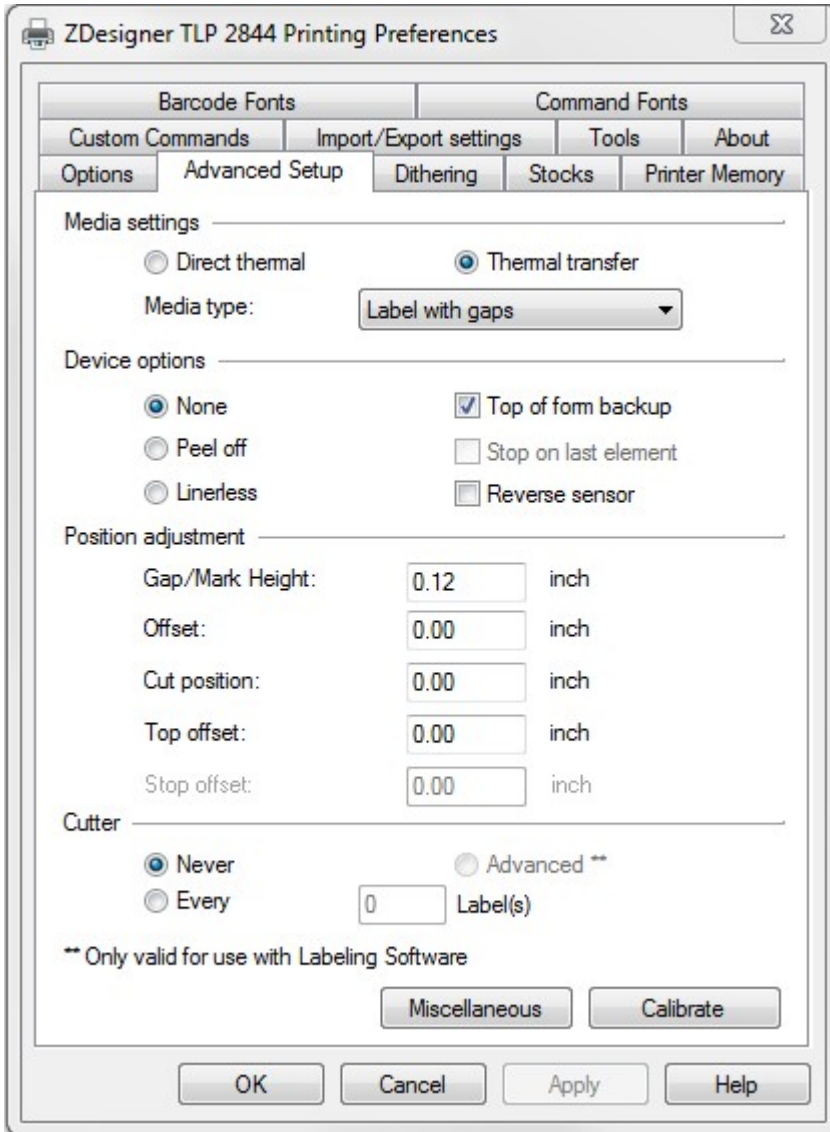 ZDesigner TLP 2844 Printing Preferences
Barcode Fonts Command Fonts
Custom Commands Import/Export settings Tools About
Options Advanced Setup Dithering Stocks Printer Memory
Media settings
Direct thermal Thermal transfer
Media type: Label with gaps
Device options
None Top of form backup
Peel off Stop on last element
Linerless Reverse sensor
Position adjustment
Gap/Mark Height: 0.12 inch
Offset: 0.00 inch
Cut position: 0.00 inch
Top offset: 0.00 inch
Stop offset: 0.00 inch
Cutter
Never Advanced **
Every 0 Label(s)
** Only valid for use with Labeling Software
Miscellaneous Calibrate
OK Cancel Apply Help